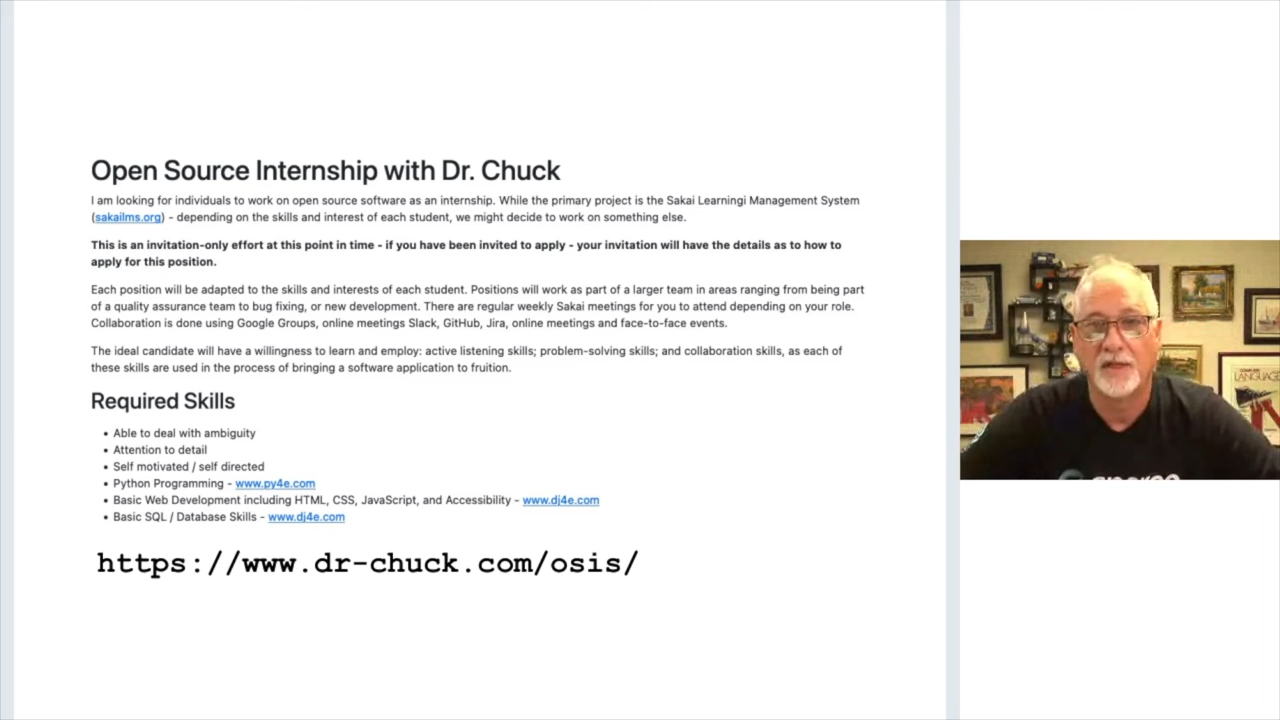 Open Source Internship with Dr. Chuck
I am looking for individuals to work on open source software as an internship. While the primary project is the Sakai Learningi Management System
(sakailms.org) - depending on the skills and interest of each student, we might decide to work on something else.
This is an invitation-only effort at this point in time - if you have been invited to apply - your invitation will have the details as to how to
apply for this position.
Each position will be adapted to the skills and interests of each student. Positions will work as part of a larger team in areas ranging from being part
of a quality assurance team to bug fixing, or new development. There are regular weekly Sakai meetings for you to attend depending on your role.
Collaboration is done using Google Groups, online meetings Slack, GitHub, Jira, online meetings and face-to-face events.
The ideal candidate will have a willingness to learn and employ: active listening skills; problem-solving skills; and collaboration skills, as each of
these skills are used in the process of bringing a software application to fruition.
Required Skills
• Able to deal with ambiguity
• Attention to detail
• Self motivated / self directed
• Python Programming - www.py4e.com
• Basic Web Development including HTML, CSS, JavaScript, and Accessibility - www.dj4e.com
• Basic SQL / Database Skills - www.dj4e.com
https://www.dr-chuck.com/osis/
LANGUAGE